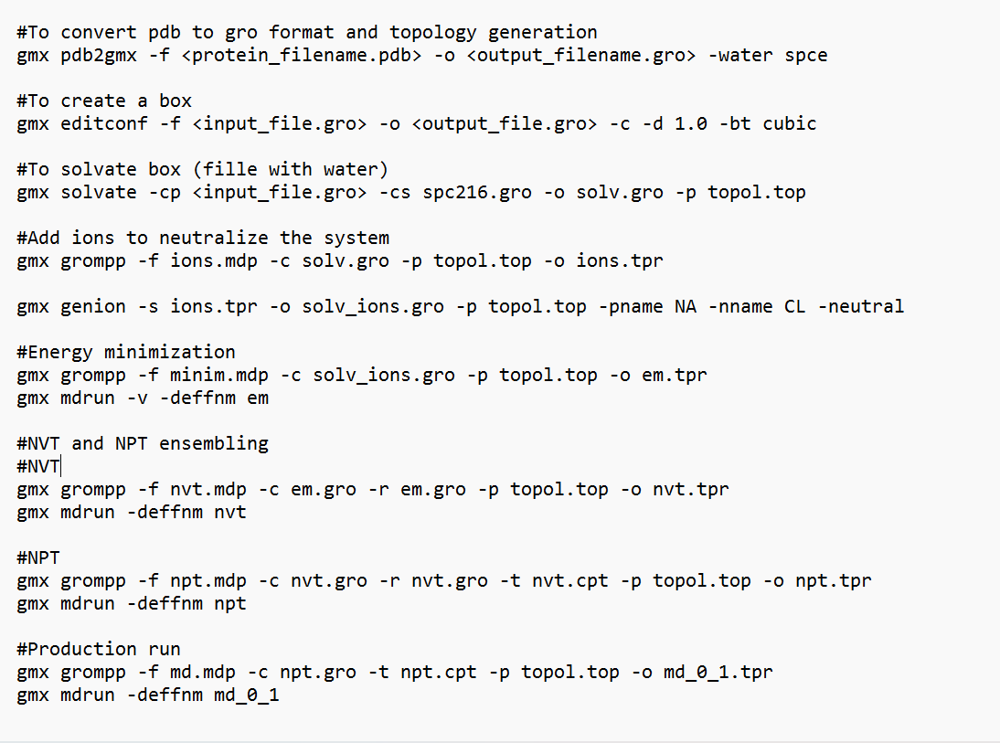 #To convert pdb to gro format and topology generation
gmx pdb2gmx -f <protein_filename.pdb> -o <output_filename.gro> -water spce
#To create a box
gmx editconf -f <input_file.gro> -o <output_file.gro> -c -d 1.0 -bt cubic
#To solvate box (fille with water)
gmx solvate -cp <input_file.gro> -cs spc216.gro -o solv.gro -p topol.top
#Add ions to neutralize the system
gmx grompp -f ions.mdp -c solv.gro -p topol.top -o ions.tpr
gmx genion -s ions.tpr -o solv_ions.gro -p topol.top -pname NA -nname CL -neutral
#Energy minimization
gmx grompp -f minim.mdp -c solv_ions.gro -p topol.top -o em.tpr
gmx mdrun -v -deffnm em
#NVT and NPT ensembling
#NVT
gmx grompp -f nvt.mdp -c em.gro -r em.gro -p topol.top -o nvt.tpr
gmx mdrun -deffnm nvt
#NPT
gmx grompp -f npt.mdp -c nvt.gro -r nvt.gro -t nvt.cpt -p topol.top -o npt.tpr
gmx mdrun -deffnm npt
#Production run
gmx grompp -f md.mdp -c npt.gro -t npt.cpt -p topol.top -o md_0_1.tpr
gmx mdrun -deffnm md_0_1